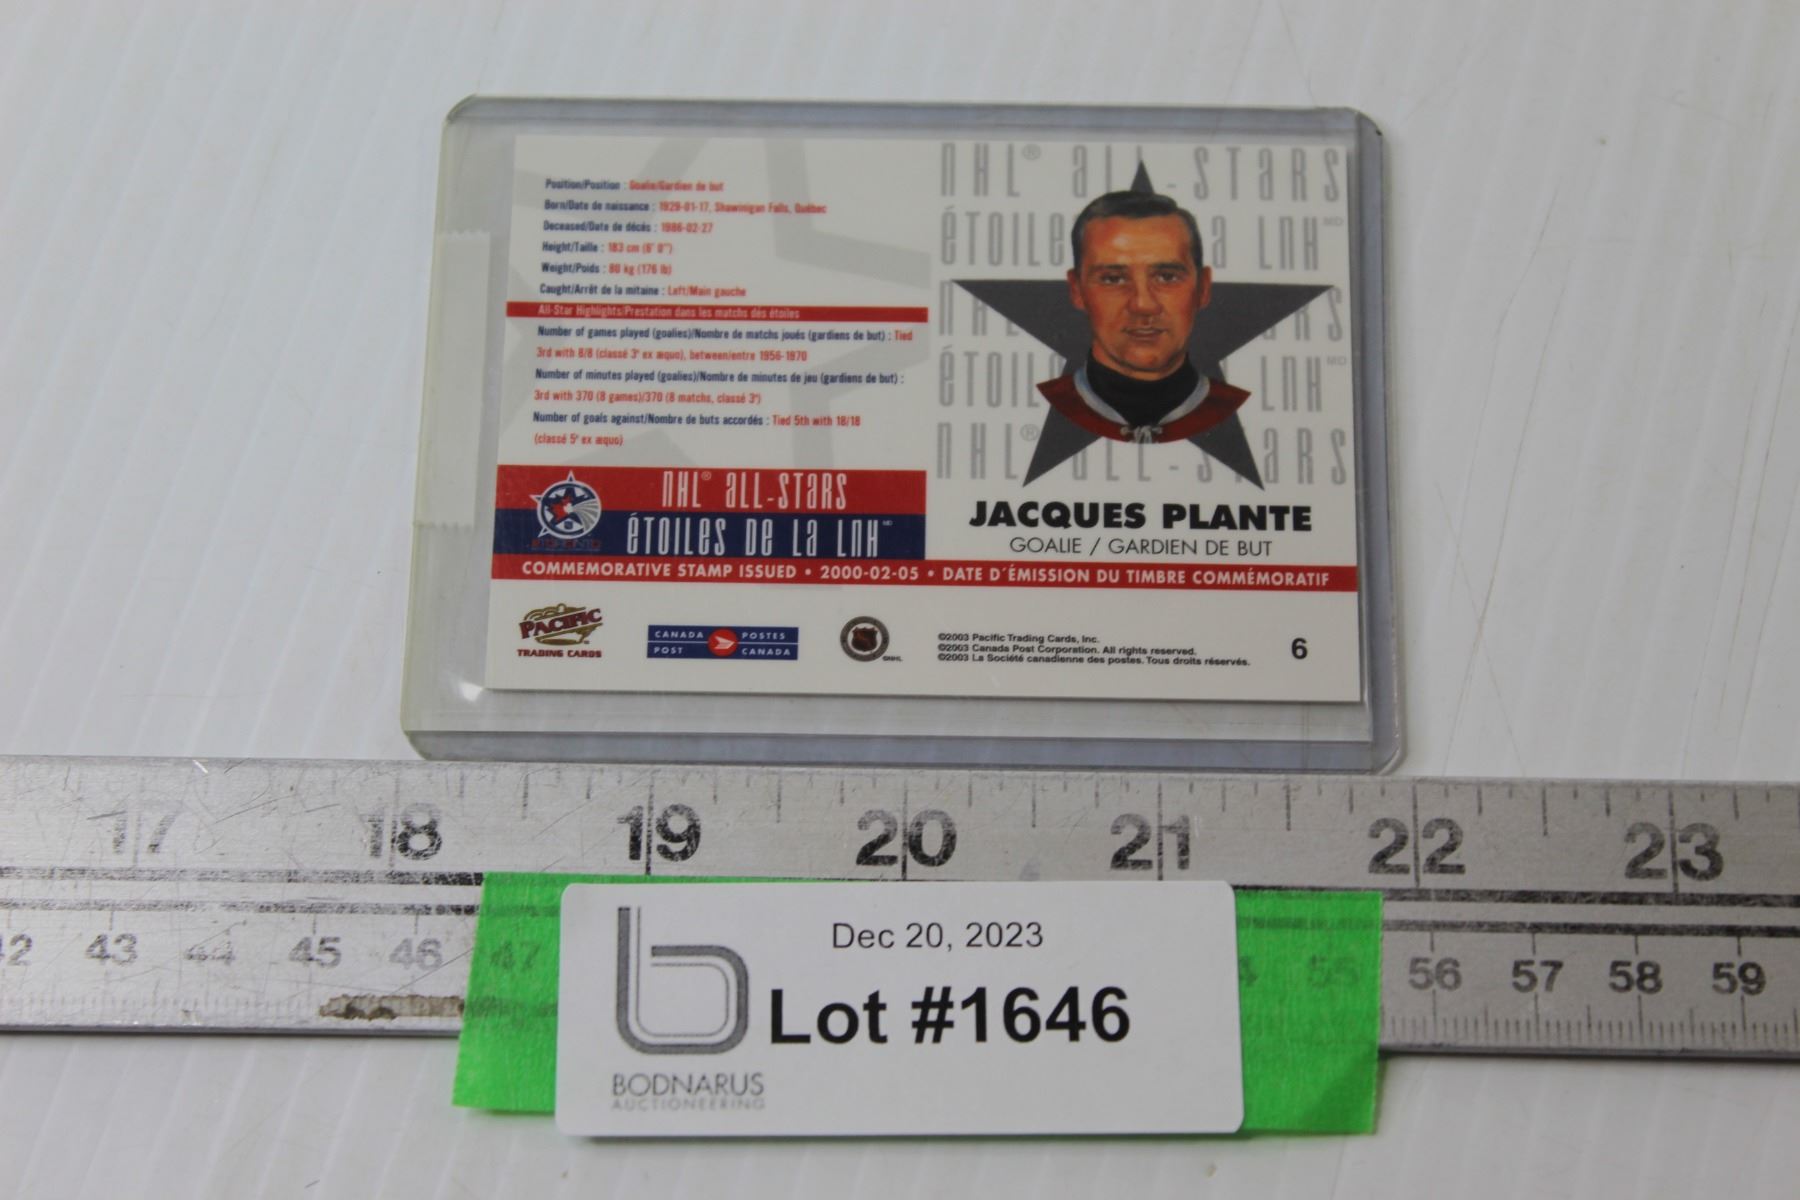 Position/Position : Goalie/Gardien de but
Born/Date de naissance : 1929-01-17, Shawinigan Falls, Québec
Deceased/Date de décès : 1986-02-27
Height/Taille : 183 cm (6' 0")
Weight/Poids : 80 kg (176 lb)
Caught/Arrêt de la mitaine : Left/Main gauche
All-Star Highlights/Prestation dans les matchs des étoiles
Number of games played (goalies)/Nombre de matchs joués (gardiens de but) : Tied
3rd with 8/8 (classé 3e ex æquo), between/entre 1956-1970
Number of minutes played (goalies)/Nombre de minutes de jeu (gardiens de but) :
3rd with 370 (8 games)/370 (8 matchs, classé 3e)
Number of goals against/Nombre de buts accordés : Tied 5th with 18/18
(classé 5e ex æquo)
NHL® ALL-STARS
ÉTOILES DE LA LNH MD
NHL® ALL-STARS
ÉTOILES LA LNH MD
ÉTOIL LNH MD
NHL® ALL-STARS
JACQUES PLANTE
GOALIE / GARDIEN DE BUT
COMMEMORATIVE STAMP ISSUED • 2000-02-05 • DATE D'ÉMISSION DU TIMBRE COMMÉMORATIF
PACIFIC
TRADING CARDS
CANADA POST
POSTES CANADA
©NHL
©2003 Pacific Trading Cards, Inc.
©2003 Canada Post Corporation. All rights reserved.
©2003 La Société canadienne des postes. Tous droits réservés.
6
17 18 19 20 21 22 23
43 44 45 46 47 55 56 57 58 59
Dec 20, 2023
Lot #1646
BODNARUS
AUCTIONEERING